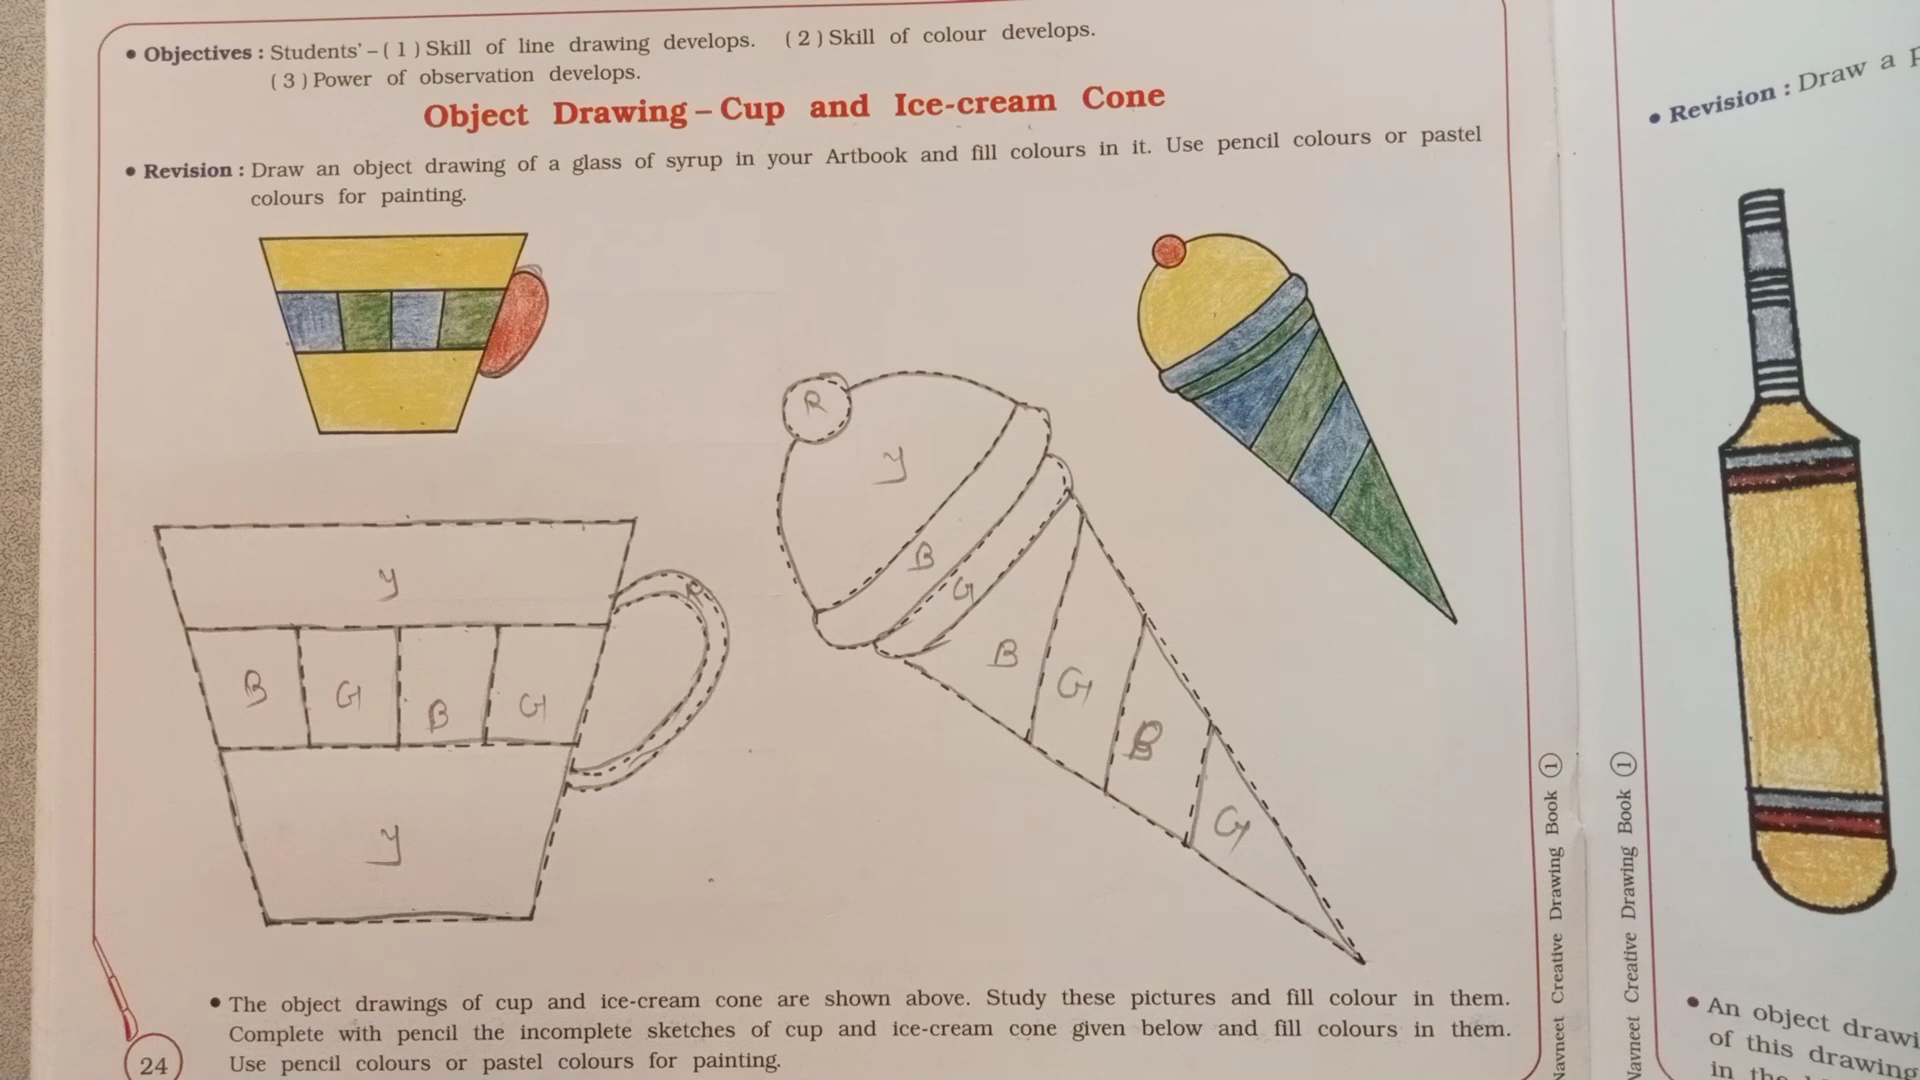 • Objectives : Students' – ( 1 ) Skill of line drawing develops. ( 2 ) Skill of colour develops.
( 3 ) Power of observation develops.
Object Drawing – Cup and Ice-cream Cone
• Revision : Draw an object drawing of a glass of syrup in your Artbook and fill colours in it. Use pencil colours or pastel
colours for painting.
R
y
B
G
B
G
B
G
y
R
B
G
B
G
y
• The object drawings of cup and ice-cream cone are shown above. Study these pictures and fill colour in them.
Complete with pencil the incomplete sketches of cup and ice-cream cone given below and fill colours in them.
Use pencil colours or pastel colours for painting.
24
Navneet Creative Drawing Book 1
Navneet Creative Drawing Book 1
• Revision : Draw a
• An object
of this drawing
in